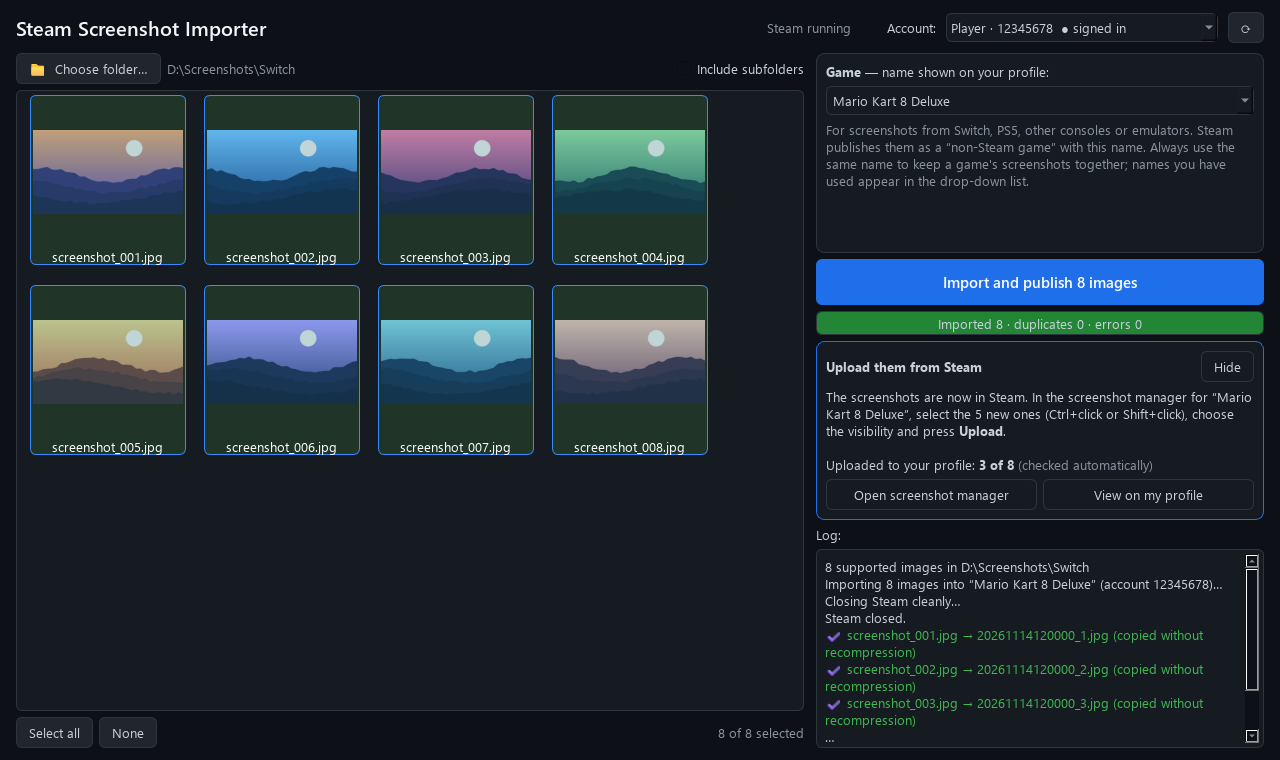 Steam Screenshot Importer
Steam running
Account:
Player · 12345678 ● signed in
Choose folder...
D:\Screenshots\Switch
Include subfolders
screenshot_001.jpg
screenshot_002.jpg
screenshot_003.jpg
screenshot_004.jpg
screenshot_005.jpg
screenshot_006.jpg
screenshot_007.jpg
screenshot_008.jpg
Select all
None
8 of 8 selected
Game — name shown on your profile:
Mario Kart 8 Deluxe
For screenshots from Switch, PS5, other consoles or emulators. Steam
publishes them as a “non-Steam game” with this name. Always use the
same name to keep a game's screenshots together; names you have
used appear in the drop-down list.
Import and publish 8 images
Imported 8 · duplicates 0 · errors 0
Upload them from Steam
Hide
The screenshots are now in Steam. In the screenshot manager for “Mario
Kart 8 Deluxe”, select the 5 new ones (Ctrl+click or Shift+click), choose
the visibility and press Upload.
Uploaded to your profile: 3 of 8 (checked automatically)
Open screenshot manager
View on my profile
Log:
8 supported images in D:\Screenshots\Switch
Importing 8 images into “Mario Kart 8 Deluxe” (account 12345678)...
Closing Steam cleanly...
Steam closed.
✔ screenshot_001.jpg → 20261114120000_1.jpg (copied without
recompression)
✔ screenshot_002.jpg → 20261114120000_2.jpg (copied without
recompression)
✔ screenshot_003.jpg → 20261114120000_3.jpg (copied without
recompression)
...